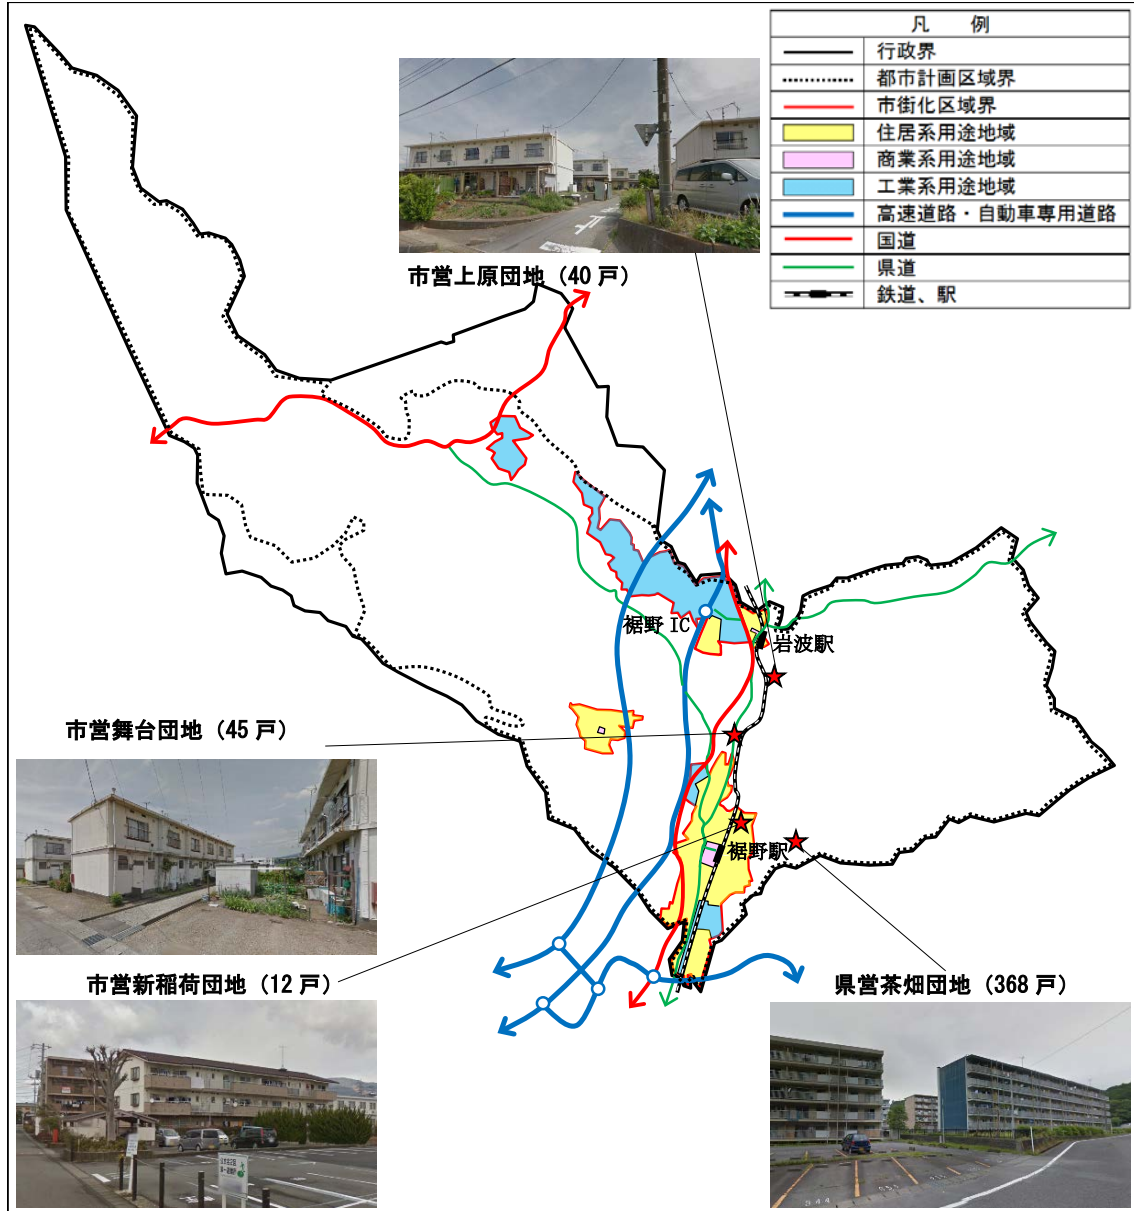 凡 例
行政界
都市計画区域界
市街化区域界
住居系用途地域
商業系用途地域
工業系用途地域
高速道路・自動車専用道路
国道
県道
鉄道、駅
市営上原団地（40 戸）
裾野 IC
岩波駅
市営舞台団地（45 戸）
裾野駅
市営新稲荷団地（12 戸）
県営茶畑団地（368 戸）